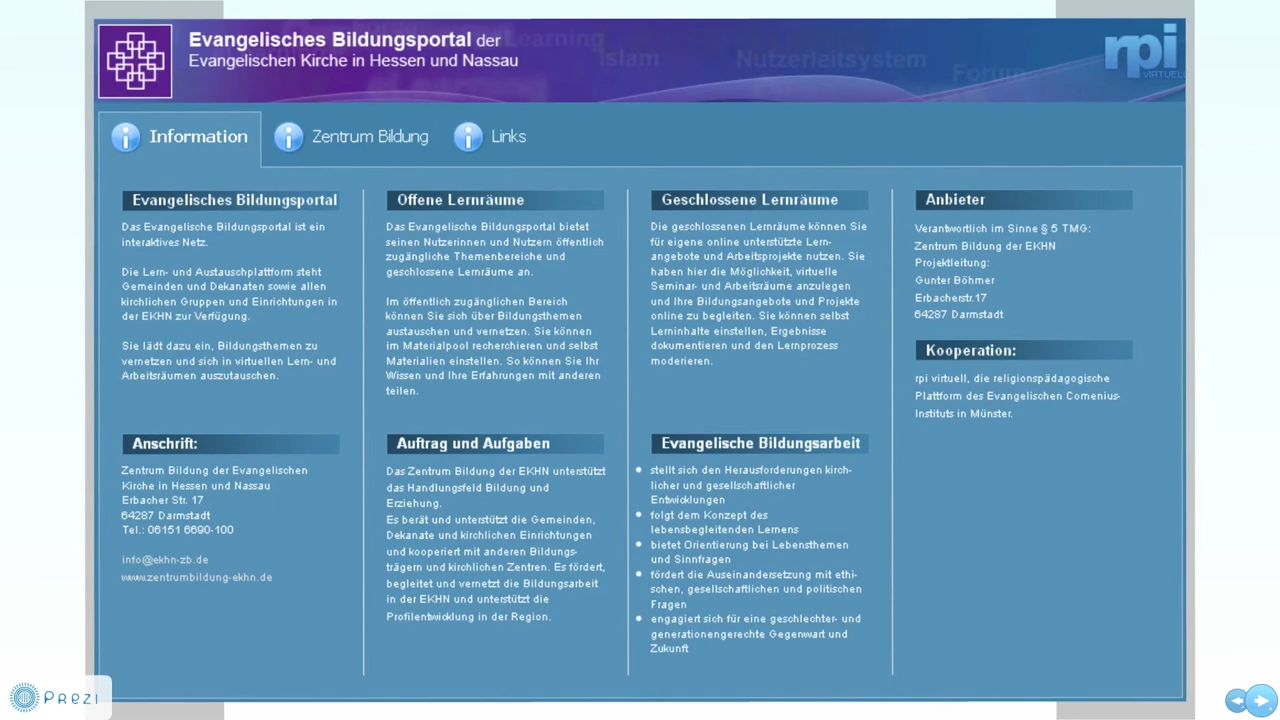 Evangelisches Bildungsportal der
Evangelischen Kirche in Hessen und Nassau
Learning
Islam
Nutzerleitsystem
Forum
rpi
VIRTUELL
Information
Zentrum Bildung
Links
Evangelisches Bildungsportal
Das Evangelische Bildungsportal ist ein
interaktives Netz.
Die Lern- und Austauschplattform steht
Gemeinden und Dekanaten sowie allen
kirchlichen Gruppen und Einrichtungen in
der EKHN zur Verfügung.
Sie lädt dazu ein, Bildungsthemen zu
vernetzen und sich in virtuellen Lern- und
Arbeitsräumen auszutauschen.
Offene Lernräume
Das Evangelische Bildungsportal bietet
seinen Nutzerinnen und Nutzern öffentlich
zugängliche Themenbereiche und
geschlossene Lernräume an.
Im öffentlich zugänglichen Bereich
können Sie sich über Bildungsthemen
austauschen und vernetzen. Sie können
im Materialpool recherchieren und selbst
Materialien einstellen. So können Sie Ihr
Wissen und Ihre Erfahrungen mit anderen
teilen.
Geschlossene Lernräume
Die geschlossenen Lernräume können Sie
für eigene online unterstützte Lern-
angebote und Arbeitsprojekte nutzen. Sie
haben hier die Möglichkeit, virtuelle
Seminar- und Arbeitsräume anzulegen
und Ihre Bildungsangebote und Projekte
online zu begleiten. Sie können selbst
Lerninhalte einstellen, Ergebnisse
dokumentieren und den Lernprozess
moderieren.
Anbieter
Verantwortlich im Sinne § 5 TMG:
Zentrum Bildung der EKHN
Projektleitung:
Gunter Böhmer
Erbacherstr.17
64287 Darmstadt
Kooperation:
rpi virtuell, die religionspädagogische
Plattform des Evangelischen Comenius-
Instituts in Münster.
Anschrift:
Zentrum Bildung der Evangelischen
Kirche in Hessen und Nassau
Erbacher Str. 17
64287 Darmstadt
Tel.: 06151 6690-100
info@ekhn-zb.de
www.zentrumbildung-ekhn.de
Auftrag und Aufgaben
Das Zentrum Bildung der EKHN unterstützt
das Handlungsfeld Bildung und
Erziehung.
Es berät und unterstützt die Gemeinden,
Dekanate und kirchlichen Einrichtungen
und kooperiert mit anderen Bildungs-
trägern und kirchlichen Zentren. Es fördert,
begleitet und vernetzt die Bildungsarbeit
in der EKHN und unterstützt die
Profilentwicklung in der Region.
Evangelische Bildungsarbeit
stellt sich den Herausforderungen kirch-
licher und gesellschaftlicher
Entwicklungen
folgt dem Konzept des
lebensbegleitenden Lernens
bietet Orientierung bei Lebensthemen
und Sinnfragen
fördert die Auseinandersetzung mit ethi-
schen, gesellschaftlichen und politischen
Fragen
engagiert sich für eine geschlechter- und
generationengerechte Gegenwart und
Zukunft
Prezi